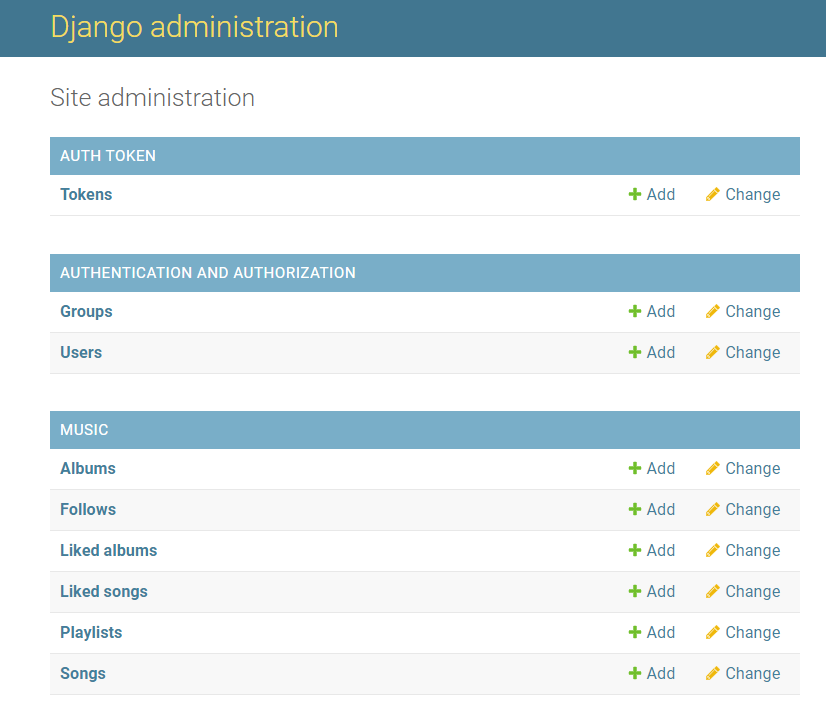 Django administration
Site administration
AUTH TOKEN
Tokens Add Change
AUTHENTICATION AND AUTHORIZATION
Groups Add Change
Users Add Change
MUSIC
Albums Add Change
Follows Add Change
Liked albums Add Change
Liked songs Add Change
Playlists Add Change
Songs Add Change